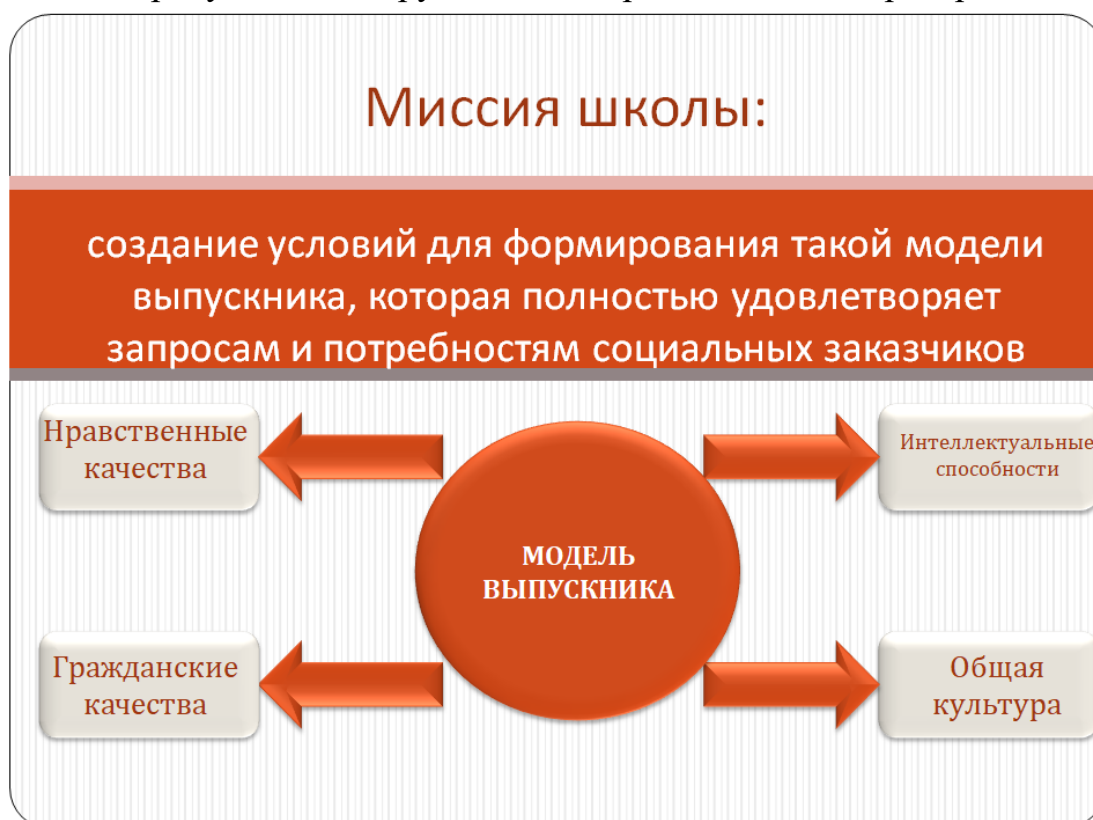 Миссия школы:
создание условий для формирования такой модели
выпускника, которая полностью удовлетворяет
запросам и потребностям социальных заказчиков
Нравственные
качества
Интеллектуальные
способности
МОДЕЛЬ
ВЫПУСКНИКА
Гражданские
качества
Общая
культура